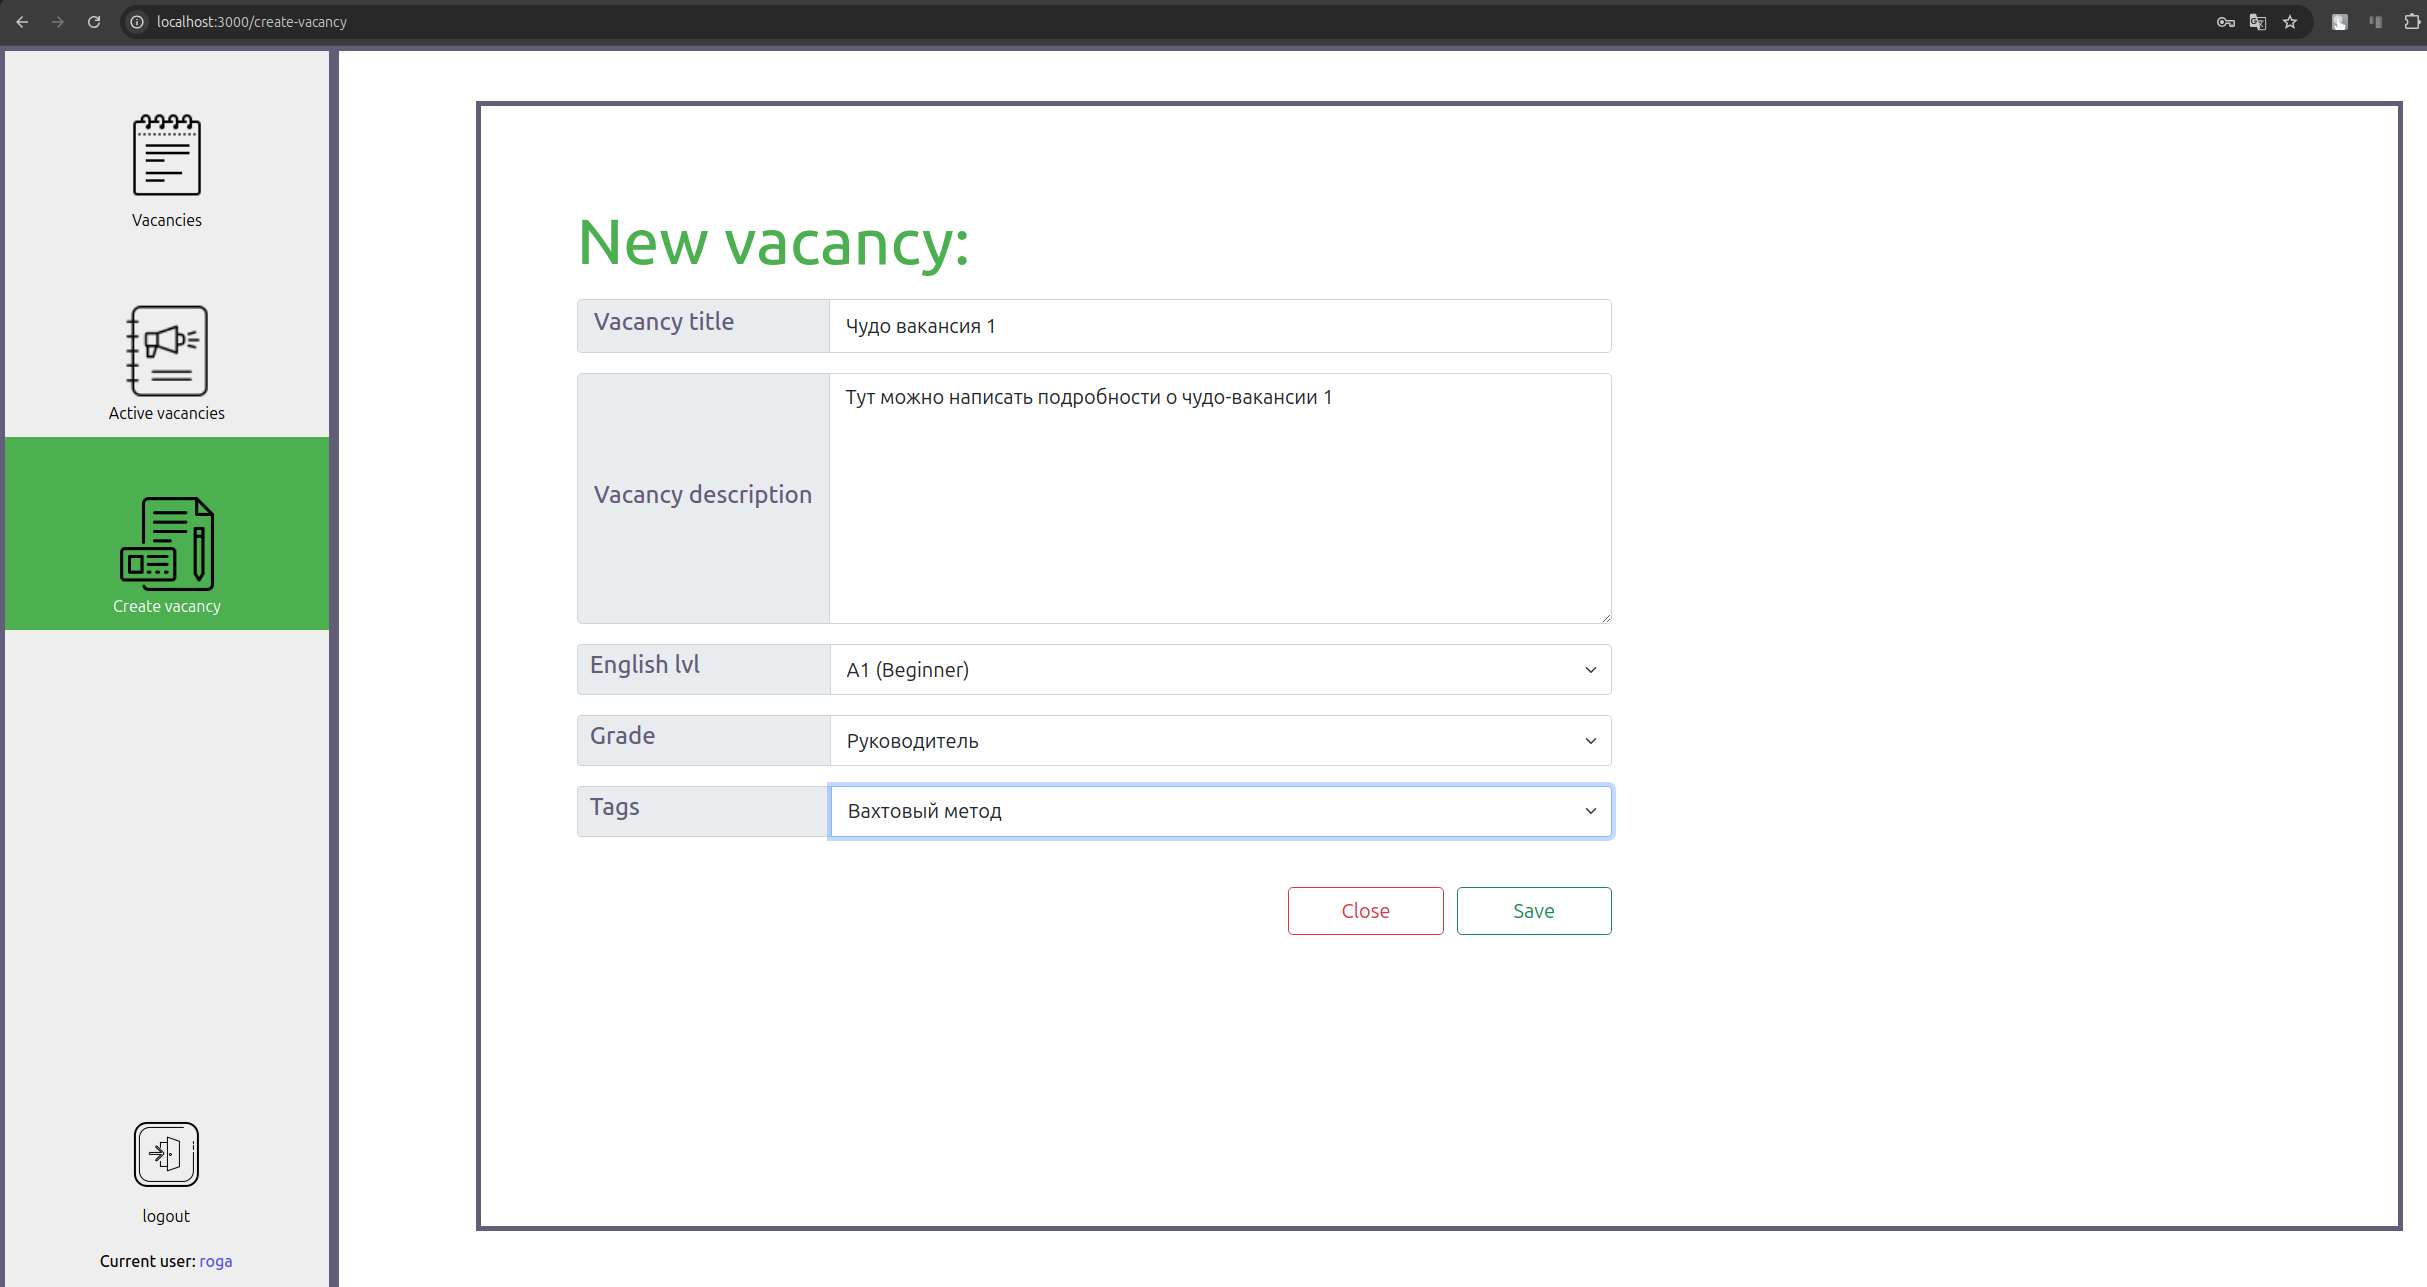 localhost:3000/create-vacancy
Vacancies
Active vacancies
Create vacancy
logout
Current user: roga
New vacancy:
Vacancy title
Чудо вакансия 1
Vacancy description
Тут можно написать подробности о чудо-вакансии 1
English lvl
A1 (Beginner)
Grade
Руководитель
Tags
Вахтовый метод
Close
Save